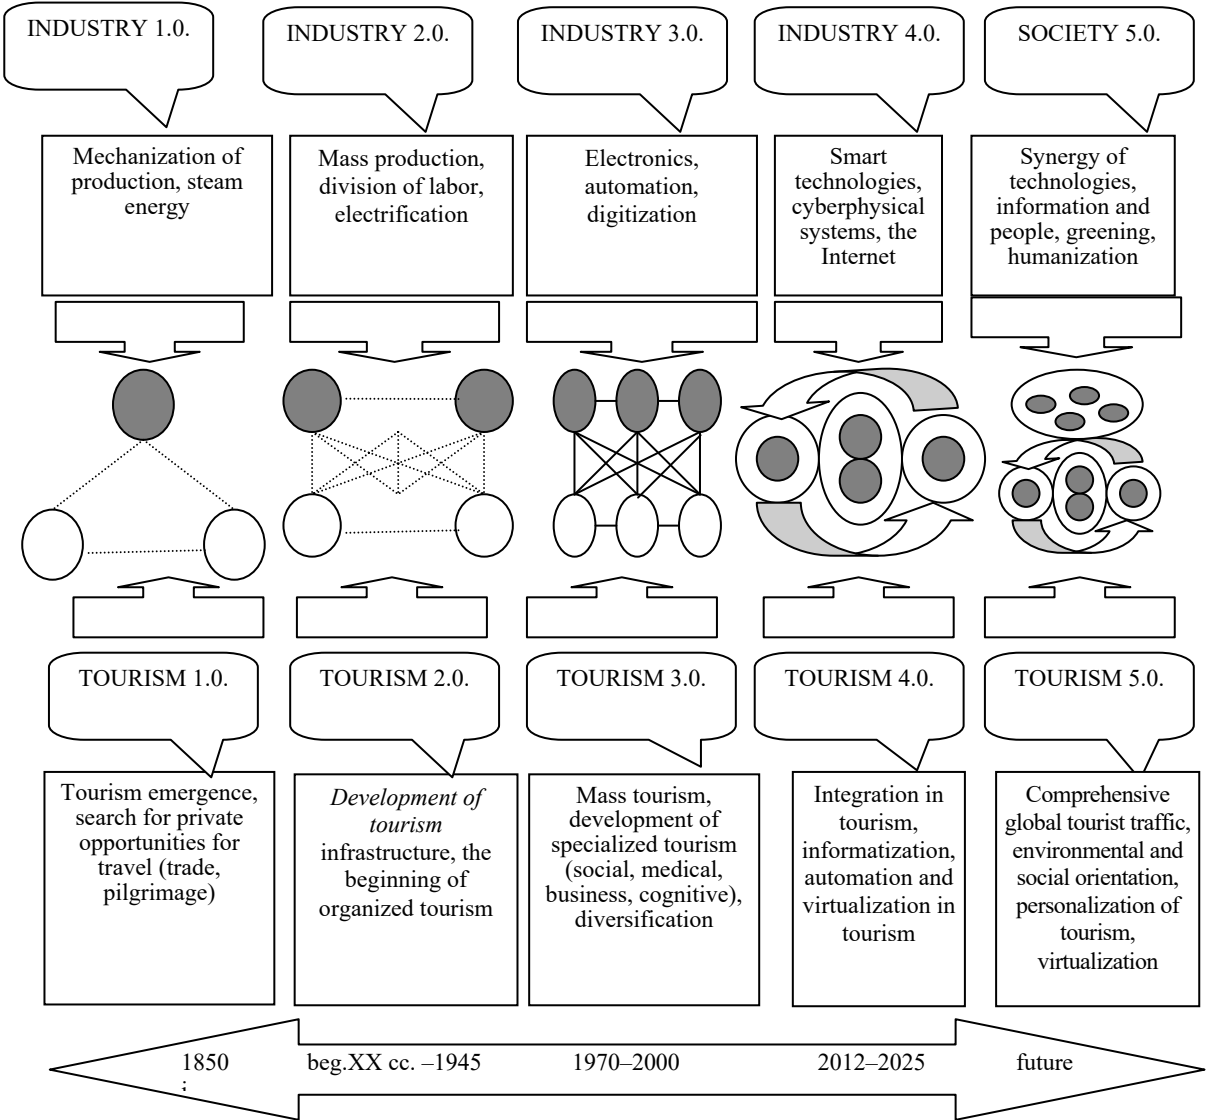 INDUSTRY 1.0.
INDUSTRY 2.0.
INDUSTRY 3.0.
INDUSTRY 4.0.
SOCIETY 5.0.
Mechanization of
production, steam
energy
Mass production,
division of labor,
electrification
Electronics,
automation,
digitization
Smart
technologies,
cyberphysical
systems, the
Internet
Synergy of
technologies,
information and
people, greening,
humanization
TOURISM 1.0.
TOURISM 2.0.
TOURISM 3.0.
TOURISM 4.0.
TOURISM 5.0.
Tourism emergence,
search for private
opportunities for
travel (trade,
pilgrimage)
Development of
tourism
infrastructure, the
beginning of
organized tourism
Mass tourism,
development of
specialized tourism
(social, medical,
business, cognitive),
diversification
Integration in
tourism,
informatization,
automation and
virtualization in
tourism
Comprehensive
global tourist traffic,
environmental and
social orientation,
personalization of
tourism,
virtualization
1850
beg.XX cc. –1945
1970–2000
2012–2025
future